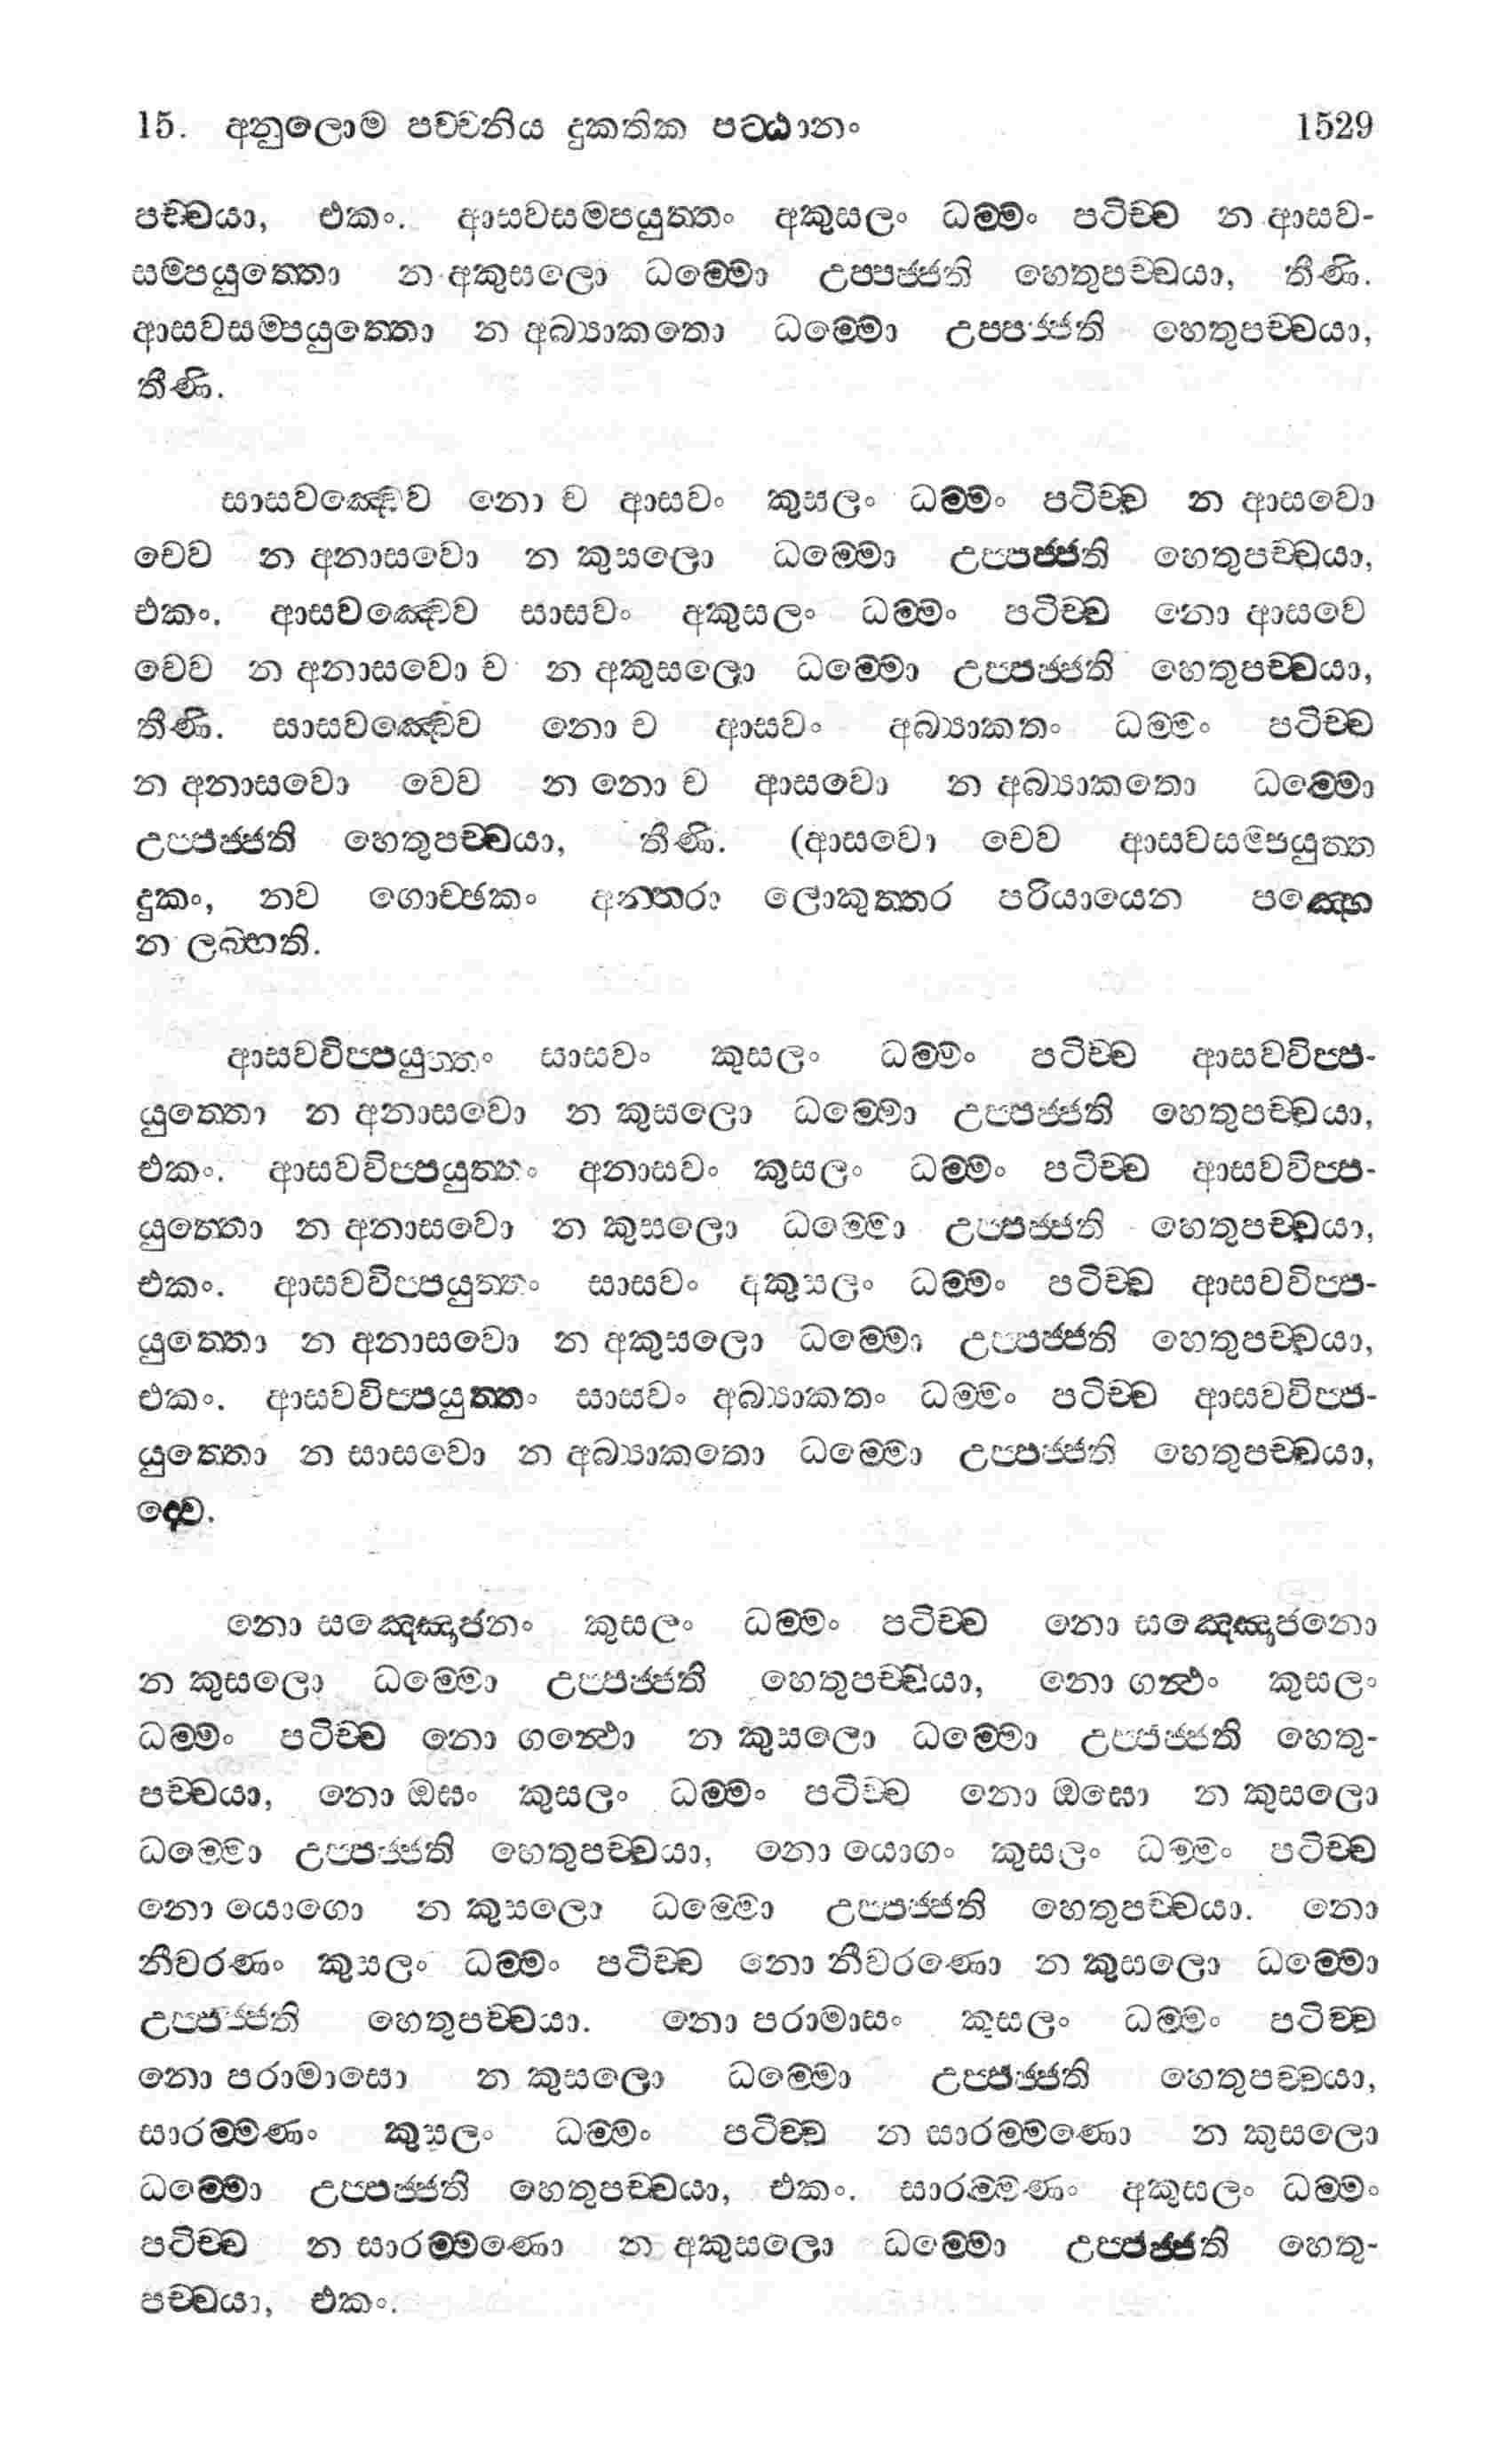 15. අනුලොම පච්චනිය දුකතික පට්ඨානං 1529
පච්චයා, එකං. ආසවසම්පයුත්තං අකුසලං ධම්මං පටිච්ච න ආසව-
සම්පයුත්තො න අකුසලො ධම්මො උප්පජ්ජති හෙතුපච්චයා, තීණි.
ආසවසම්පයුත්තො න අබ්‍යාකතො ධම්මො උප්පජ්ජති හෙතුපච්චයා,
තීණි.
සාසවඤ්චෙව නො ච ආසවං කුසලං ධම්මං පටිච්ච න ආසවො
චෙව න අනාසවො න කුසලො ධම්මො උප්පජ්ජති හෙතුපච්චයා,
එකං. ආසවඤ්චෙව සාසවං අකුසලං ධම්මං පටිච්ච නො ආසවෙ
චෙව න අනාසවො ච න අකුසලො ධම්මො උප්පජ්ජති හෙතුපච්චයා,
තීණි. සාසවඤ්චෙව නො ච ආසවං අබ්‍යාකතං ධම්මං පටිච්ච
න අනාසවො චෙව න නො ච ආසවො න අබ්‍යාකතො ධම්මො
උප්පජ්ජති හෙතුපච්චයා, තීණි. (ආසවො චෙව ආසවසම්පයුත්ත
දුකං, නව ගොච්ඡකං අන්තරා ලොකුත්තර පරියායෙන පඤ්හෙ
න ලබ්භති.
ආසවවිප්පයුත්තං සාසවං කුසලං ධම්මං පටිච්ච ආසවවිප්ප-
යුත්තො න අනාසවො න කුසලො ධම්මො උප්පජ්ජති හෙතුපච්චයා,
එකං. ආසවවිප්පයුත්තං අනාසවං කුසලං ධම්මං පටිච්ච ආසවවිප්ප-
යුත්තො න අනාසවො න කුසලො ධම්මො උප්පජ්ජති හෙතුපච්චයා,
එකං. ආසවවිප්පයුත්තං සාසවං අකුසලං ධම්මං පටිච්ච ආසවවිප්ප-
යුත්තො න අනාසවො න අකුසලො ධම්මො උප්පජ්ජති හෙතුපච්චයා,
එකං. ආසවවිප්පයුත්තං සාසවං අබ්‍යාකතං ධම්මං පටිච්ච ආසවවිප්ප-
යුත්තො න සාසවො න අබ්‍යාකතො ධම්මො උප්පජ්ජති හෙතුපච්චයා,
ද්වෙ.
නො සඤ්ඤොජනං කුසලං ධම්මං පටිච්ච නො සඤ්ඤොජනො
න කුසලො ධම්මො උප්පජ්ජති හෙතුපච්චයා, නො ගන්ථං කුසලං
ධම්මං පටිච්ච නො ගන්ථො න කුසලො ධම්මො උප්පජ්ජති හෙතු-
පච්චයා, නො ඔඝං කුසලං ධම්මං පටිච්ච නො ඔඝො න කුසලො
ධම්මො උප්පජ්ජති හෙතුපච්චයා, නො යොගං කුසලං ධම්මං පටිච්ච
නො යොගො න කුසලො ධම්මො උප්පජ්ජති හෙතුපච්චයා. නො
නීවරණං කුසලං ධම්මං පටිච්ච නො නීවරණො න කුසලො ධම්මො
උප්පජ්ජති හෙතුපච්චයා. නො පරාමාසං කුසලං ධම්මං පටිච්ච
නො පරාමාසො න කුසලො ධම්මො උප්පජ්ජති හෙතුපච්චයා,
සාරම්මණං කුසලං ධම්මං පටිච්ච න සාරම්මණො න කුසලො
ධම්මො උප්පජ්ජති හෙතුපච්චයා, එකං. සාරම්මණං අකුසලං ධම්මං
පටිච්ච න සාරම්මණො න අකුසලො ධම්මො උප්පජ්ජති හෙතු-
පච්චයා, එකං.